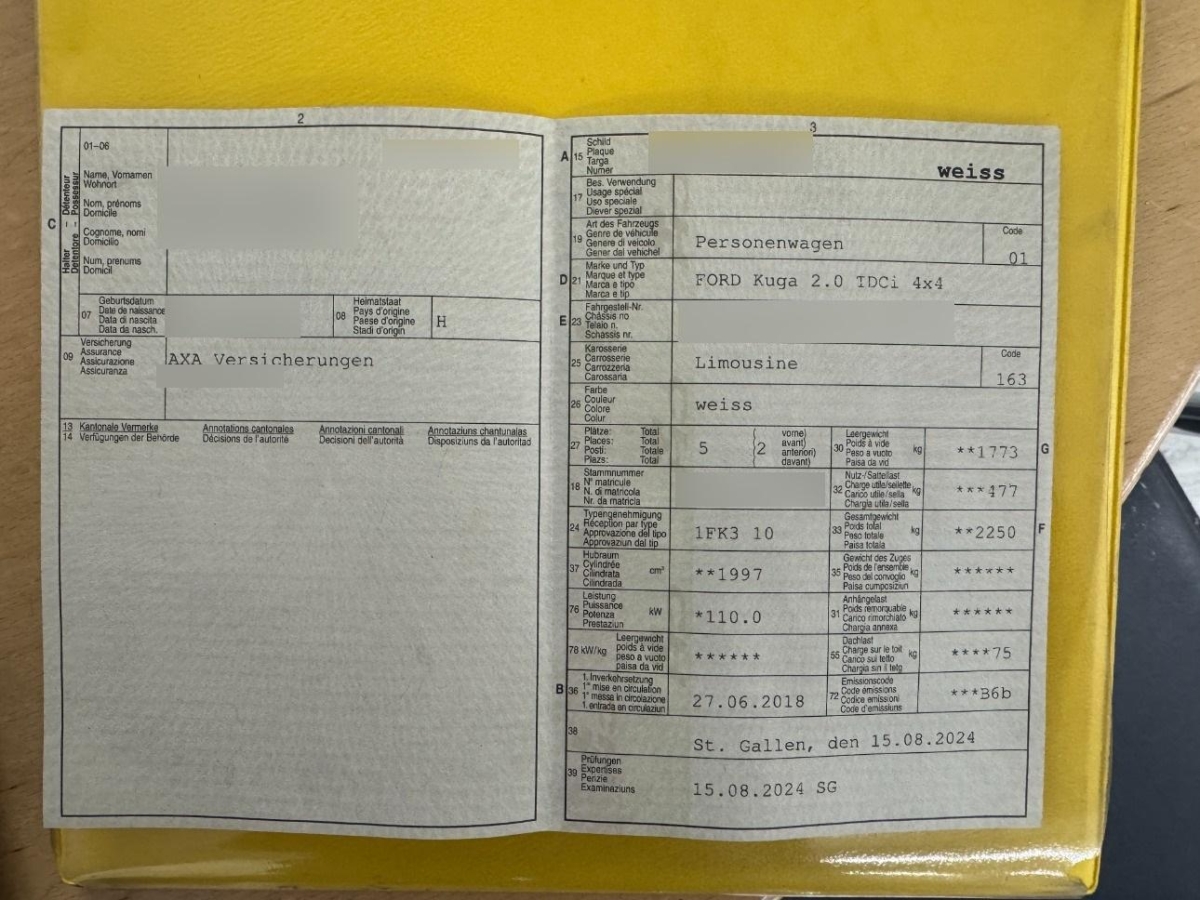 2
01–06
C
Halter – Détenteur
Detentore – Possessur
Name, Vornamen
Wohnort
Nom, prénoms
Domicile
Cognome, nomi
Domicilio
Num, prenums
Domicil
07
Geburtsdatum
Date de naissance
Data di nascita
Data da nasch.
08
Heimatstaat
Pays d'origine
Paese d'origine
Stadi d'origin
H
09
Versicherung
Assurance
Assicurazione
Assicuranza
AXA Versicherungen
13 Kantonale Vermerke Annotations cantonales Annotazioni cantonali Annotaziuns chantunalas
14 Verfügungen der Behörde Décisions de l'autorité Decisioni dell'autorità Disposiziuns da l'autoritad
3
A 15
Schild
Plaque
Targa
Numer
weiss
17
Bes. Verwendung
Usage spécial
Uso speciale
Diever spezial
19
Art des Fahrzeugs
Genre de véhicule
Genere di veicolo
Gener dal vehichel
Personenwagen
Code
01
D 21
Marke und Typ
Marque et type
Marca e tipo
Marca e tip
FORD Kuga 2.0 TDCi 4x4
E 23
Fahrgestell-Nr.
Châssis no
Telaio n.
Schassis nr.
25
Karosserie
Carrosserie
Carrozzeria
Carossaria
Limousine
Code
163
26
Farbe
Couleur
Colore
Colur
weiss
27
Plätze: Total
Places: Total
Posti: Totale
Plazs: Total
5
2
vorne)
avant)
anteriori)
davant)
30
Leergewicht
Poids à vide
Peso a vuoto
Paisa da vid
kg
**1773
G
18
Stammnummer
N° matricule
N. di matricola
Nr. da matricla
32
Nutz-/Sattellast
Charge utile/sellette
Carico utile/sella
Chargia utila/sella
kg
***477
24
Typengenehmigung
Réception par type
Approvazione del tipo
Approvaziun dal tip
1FK3 10
33
Gesamtgewicht
Poids total
Peso totale
Paisa totala
kg
**2250
F
37
Hubraum
Cylindrée
Cilindrata
Cilindrada
cm³
**1997
35
Gewicht des Zuges
Poids de l'ensemble
Peso del convoglio
Paisa cumposiziun
kg
******
76
Leistung
Puissance
Potenza
Prestaziun
kW
*110.0
31
Anhängelast
Poids remorquable
Carico rimorchiato
Chargia annexa
kg
******
78 kW/kg
Leergewicht
poids à vide
peso a vuoto
paisa da vid
******
55
Dachlast
Charge sur le toit
Carico sul tetto
Chargia sin il tetg
kg
****75
B 36
1. Inverkehrsetzung
1re mise en circulation
1a messa in circolazione
1. entrada en circulaziun
27.06.2018
72
Emissionscode
Code émissions
Codice emissioni
Code d'emissiuns
***B6b
38
St. Gallen, den 15.08.2024
39
Prüfungen
Expertises
Perizie
Examinaziuns
15.08.2024 SG